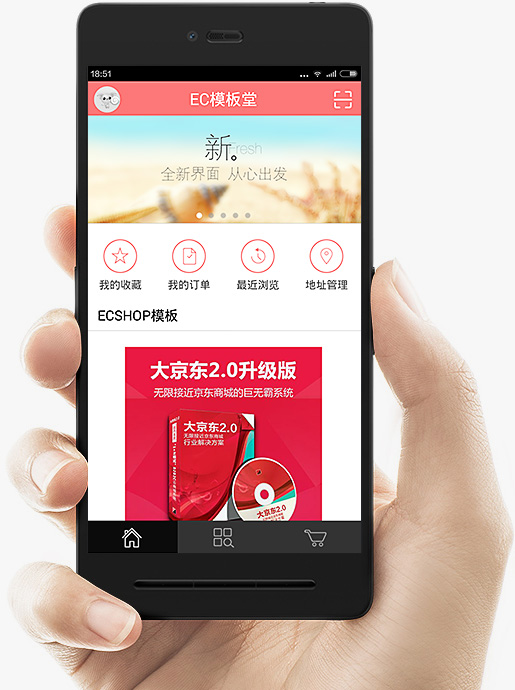 18:51
EC模板堂
新。
Fresh
全新界面 从心出发
我的收藏
我的订单
最近浏览
地址管理
ECSHOP模板
大京东2.0升级版
无限接近京东商城的巨无霸系统
大京东2.0
无限接近京东商城
行业解决方案
大京东2.0